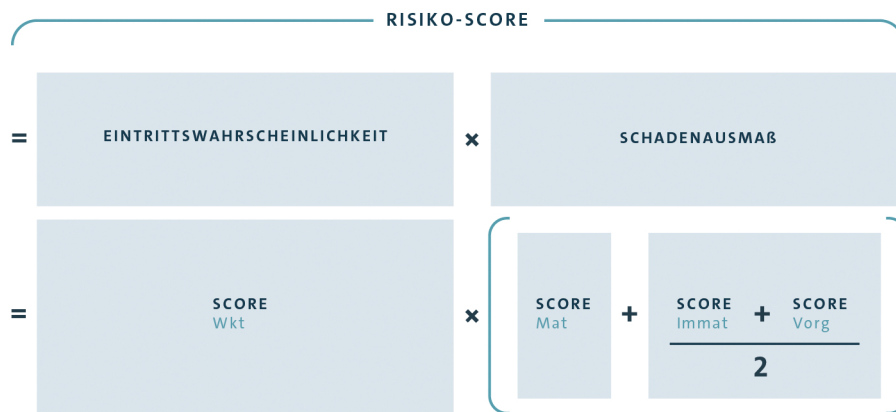 RISIKO-SCORE
= EINTRITTSWAHRSCHEINLICHKEIT × SCHADENAUSMAß
= SCORE × SCORE + SCORE + SCORE
Wkt Mat Immat Vorg
2